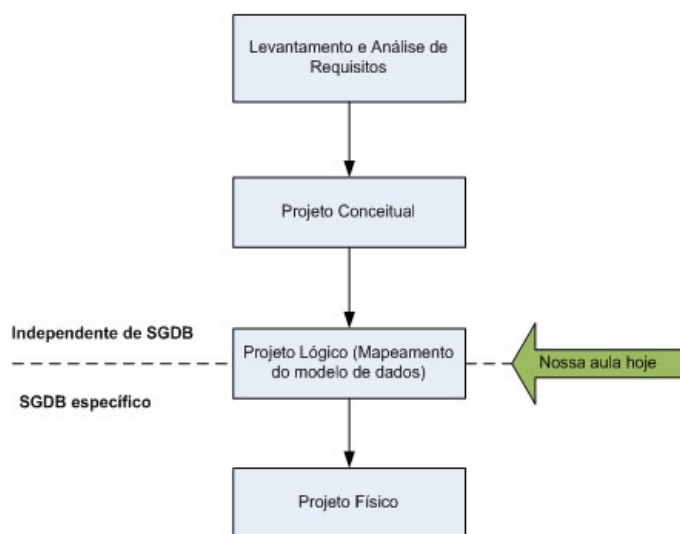 Levantamento e Análise de
Requisitos
Projeto Conceitual
Independente de SGDB
Projeto Lógico (Mapeamento
do modelo de dados)
Nossa aula hoje
SGDB específico
Projeto Físico